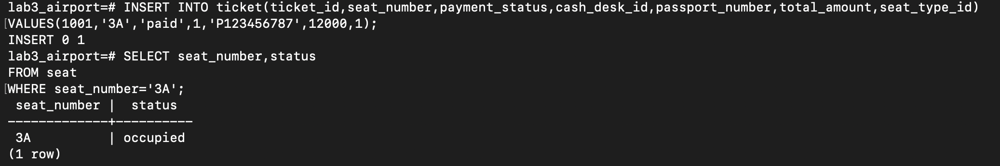 lab3_airport=# INSERT INTO ticket(ticket_id,seat_number,payment_status,cash_desk_id,passport_number,total_amount,seat_type_id)
[VALUES(1001,'3A','paid',1,'P123456787',12000,1);
INSERT 0 1
lab3_airport=# SELECT seat_number,status
FROM seat
[WHERE seat_number='3A';
 seat_number |  status
-------------+----------
 3A          | occupied
(1 row)